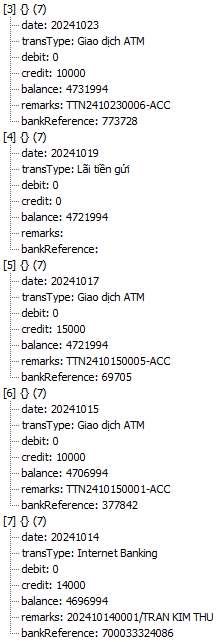 [3] {} (7)
date: 20241023
transType: Giao dịch ATM
debit: 0
credit: 10000
balance: 4731994
remarks: TTN2410230006-ACC
bankReference: 773728
[4] {} (7)
date: 20241019
transType: Lãi tiền gửi
debit: 0
credit: 0
balance: 4721994
remarks:
bankReference:
[5] {} (7)
date: 20241017
transType: Giao dịch ATM
debit: 0
credit: 15000
balance: 4721994
remarks: TTN2410150005-ACC
bankReference: 69705
[6] {} (7)
date: 20241015
transType: Giao dịch ATM
debit: 0
credit: 10000
balance: 4706994
remarks: TTN2410150001-ACC
bankReference: 377842
[7] {} (7)
date: 20241014
transType: Internet Banking
debit: 0
credit: 14000
balance: 4696994
remarks: 202410140001/TRAN KIM THU
bankReference: 700033324086